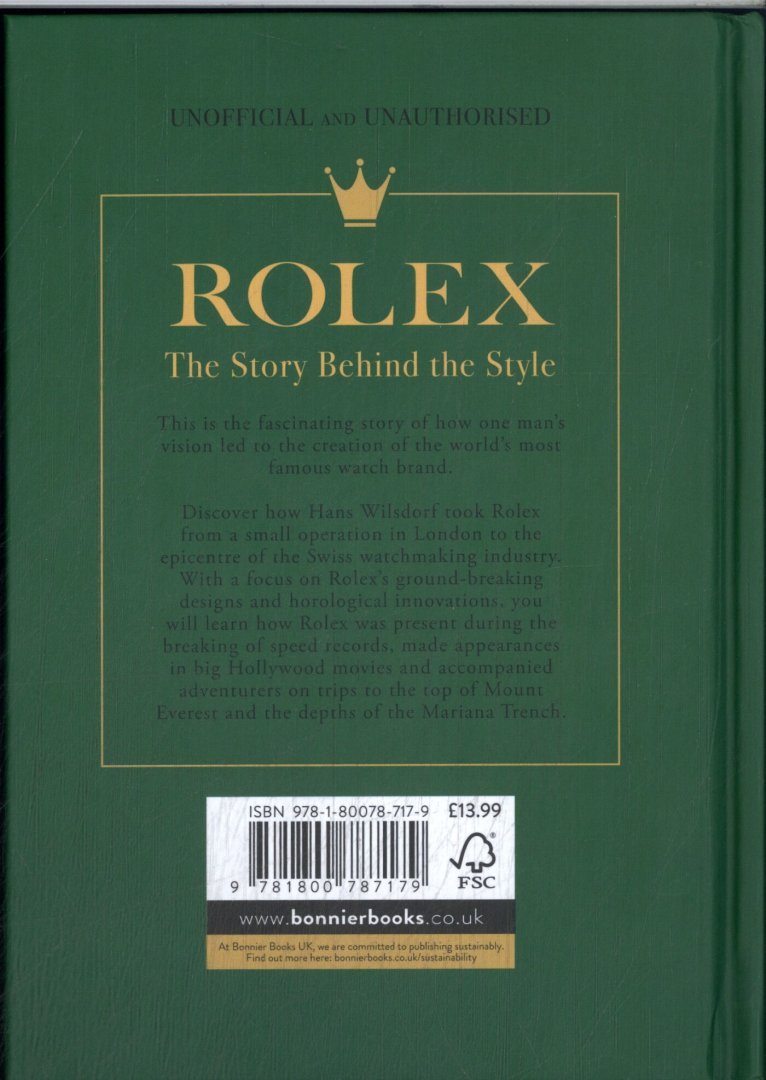 UNOFFICIAL AND UNAUTHORISED
ROLEX
The Story Behind the Style
This is the fascinating story of how one man's
vision led to the creation of the world's most
famous watch brand.
Discover how Hans Wilsdorf took Rolex
from a small operation in London to the
epicentre of the Swiss watchmaking industry.
With a focus on Rolex's ground-breaking
designs and horological innovations, you
will learn how Rolex was present during the
breaking of speed records, made appearances
in big Hollywood movies and accompanied
adventurers on trips to the top of Mount
Everest and the depths of the Mariana Trench.
ISBN 978-1-80078-717-9 £13.99
9 781800 787179
FSC
®
www.bonnierbooks.co.uk
At Bonnier Books UK, we are committed to publishing sustainably.
Find out more here: bonnierbooks.co.uk/sustainability